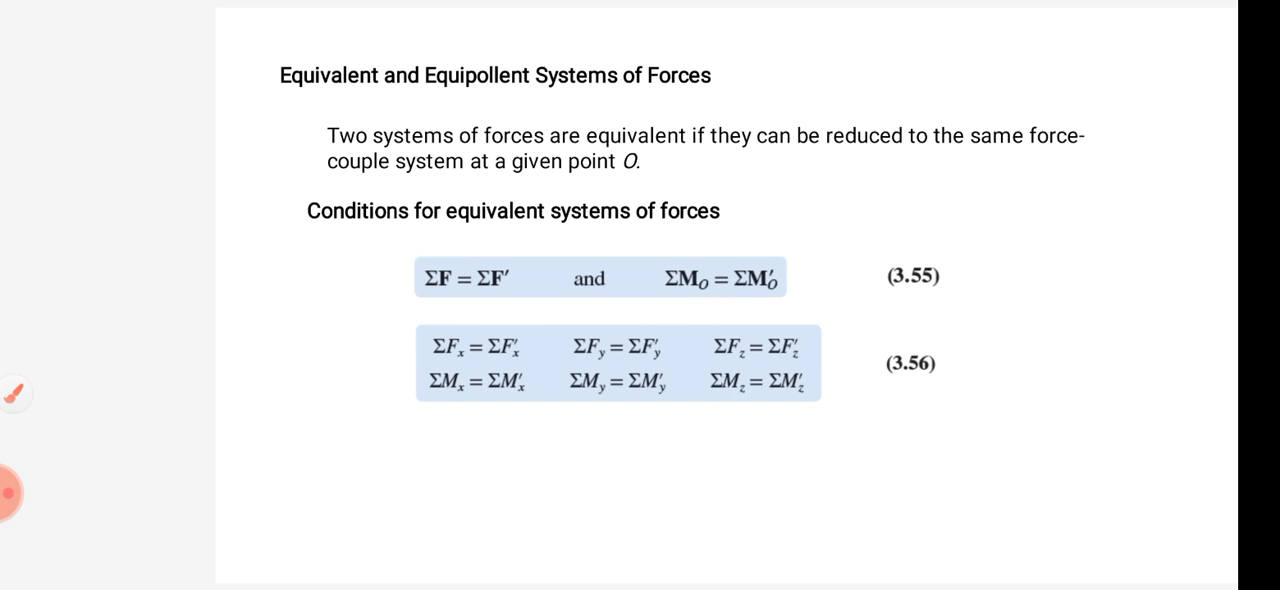 Equivalent and Equipollent Systems of Forces
Two systems of forces are equivalent if they can be reduced to the same force-
couple system at a given point O.
Conditions for equivalent systems of forces
ΣF = ΣF′ and ΣM_O = ΣM′_O (3.55)
ΣF_x = ΣF′_x ΣF_y = ΣF′_y ΣF_z = ΣF′_z
(3.56)
ΣM_x = ΣM′_x ΣM_y = ΣM′_y ΣM_z = ΣM′_z